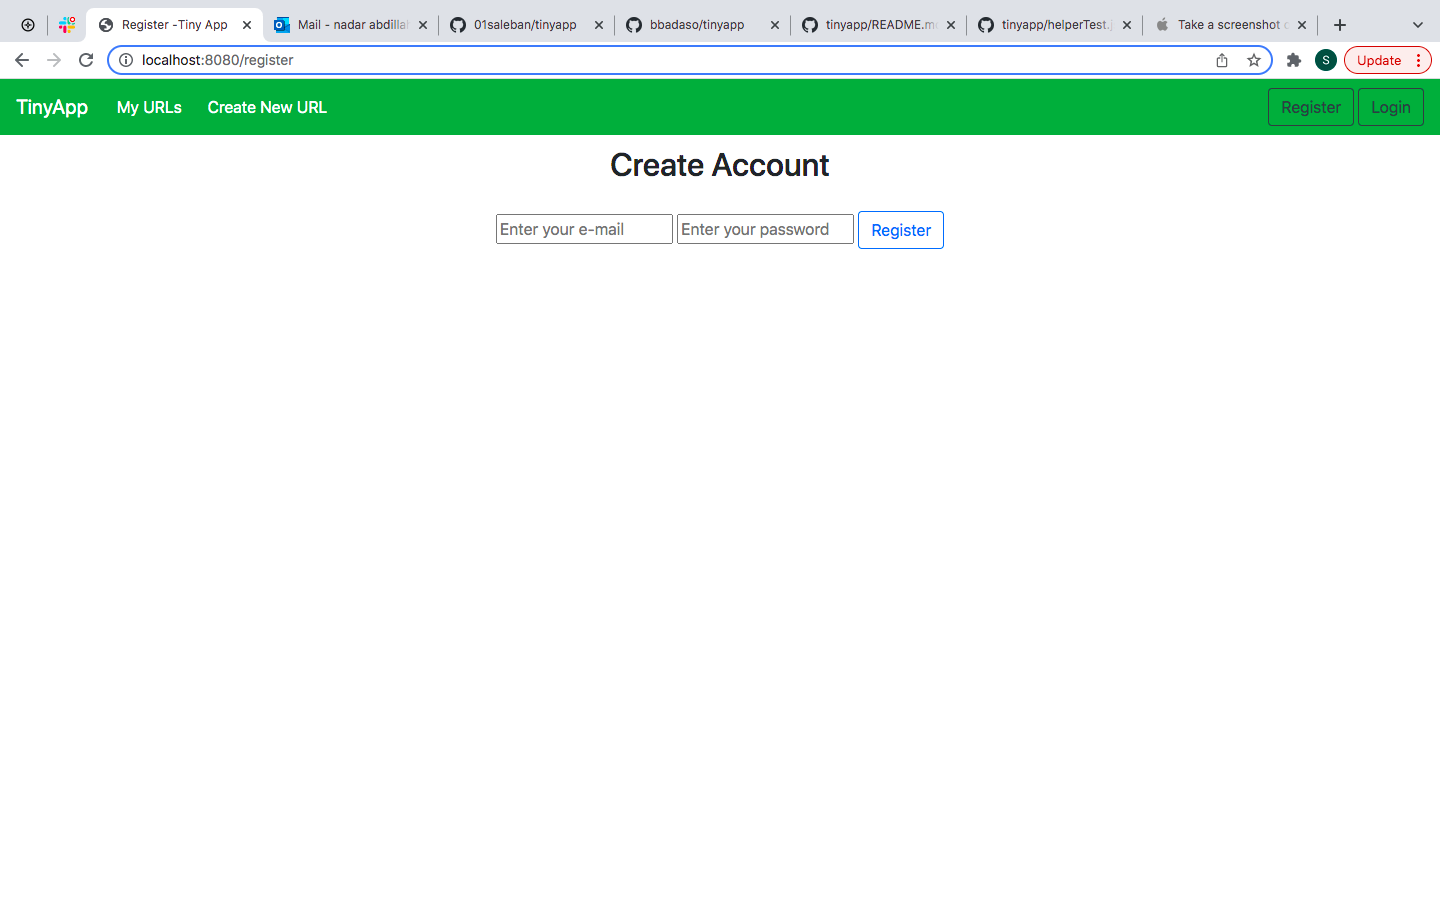 Register -Tiny App
Mail - nadar abdillah
01saleban/tinyapp
bbadaso/tinyapp
tinyapp/README.m
tinyapp/helperTest.j
Take a screenshot
localhost:8080/register
S
Update
TinyApp
My URLs
Create New URL
Register
Login
Create Account
Enter your e-mail
Enter your password
Register